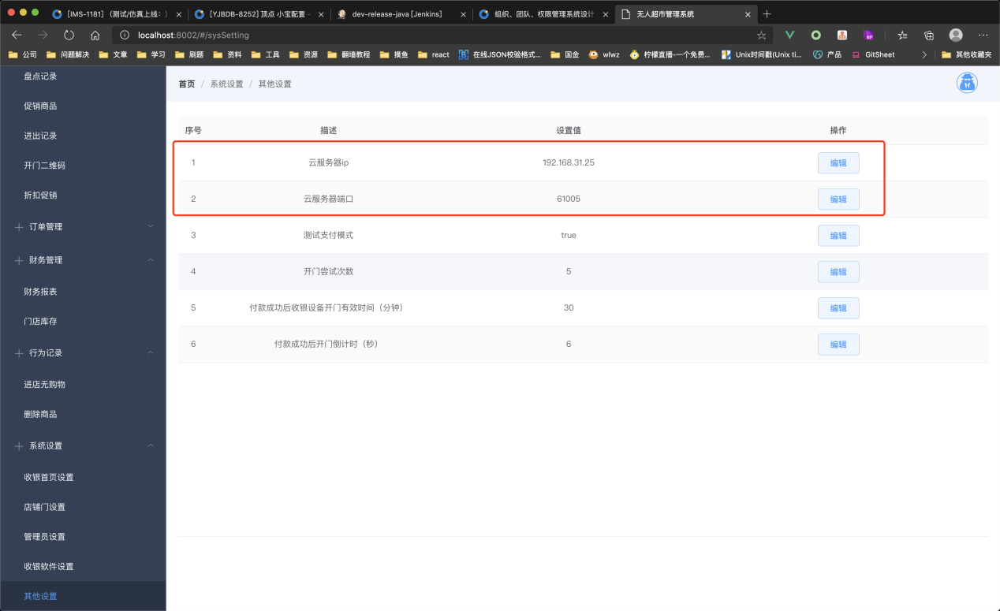 [IMS-1181] （测试/仿真上线：）
[YJBDB-8252] 顶点 小宝配置 -
dev-release-java [Jenkins]
组织、团队、权限管理系统设计
无人超市管理系统
localhost:8002/#/sysSetting
公司 问题解决 文章 学习 刷题 资料 工具 资源 翻墙教程 摸鱼 react 在线JSON校验格式... 国金 wlwz 柠檬直播-一个免费... Unix时间戳(Unix ti... 产品 GitSheet 其他收藏夹
盘点记录
促销商品
进出记录
开门二维码
折扣促销
订单管理
财务管理
财务报表
门店库存
行为记录
进店无购物
删除商品
系统设置
收银首页设置
店铺门设置
管理员设置
收银软件设置
其他设置
首页 / 系统设置 / 其他设置
序号 描述 设置值 操作
1 云服务器ip 192.168.31.25 编辑
2 云服务器端口 61005 编辑
3 测试支付模式 true 编辑
4 开门尝试次数 5 编辑
5 付款成功后收银设备开门有效时间（分钟） 30 编辑
6 付款成功后开门倒计时（秒） 6 编辑